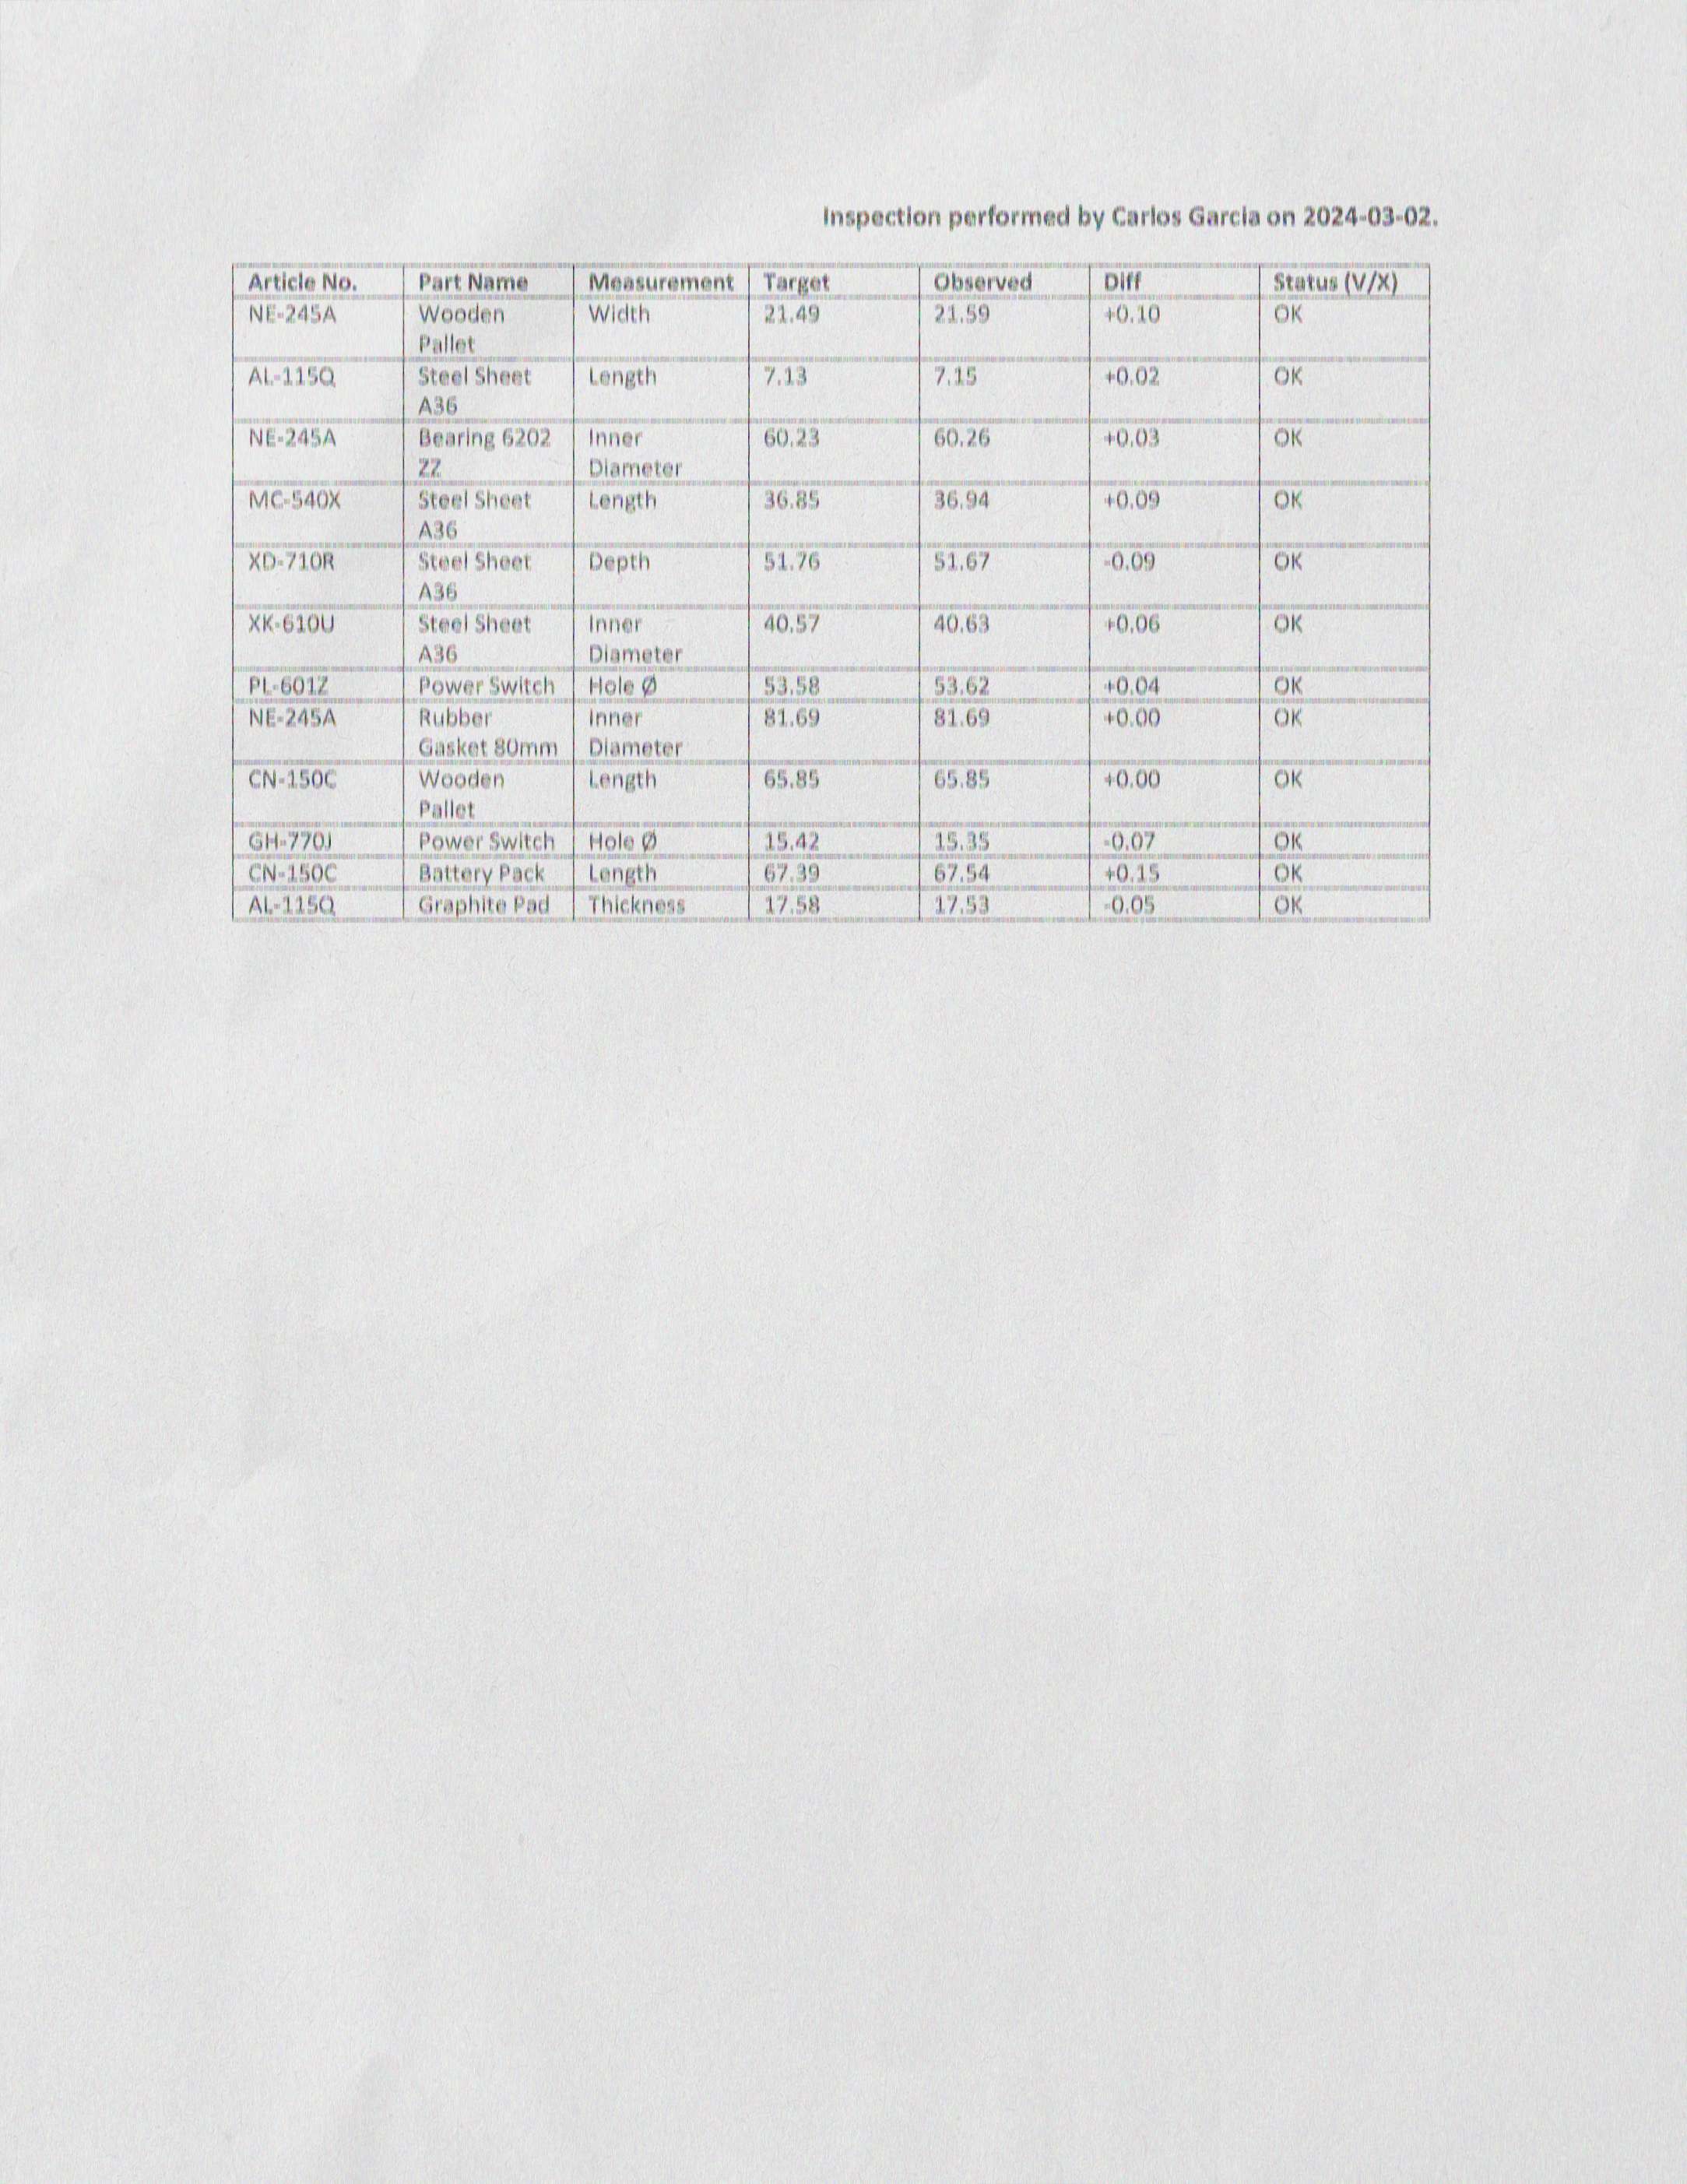 Inspection performed by Carlos Garcia on 2024-03-02.
Article No. Part Name Measurement Target Observed Diff Status (V/X)
NE-245A Wooden Pallet Width 21.49 21.59 +0.10 OK
AL-115Q Steel Sheet A36 Length 7.13 7.15 +0.02 OK
NE-245A Bearing 6202 ZZ Inner Diameter 60.23 60.26 +0.03 OK
MC-540X Steel Sheet A36 Length 36.85 36.94 +0.09 OK
XD-710R Steel Sheet A36 Depth 51.76 51.67 -0.09 OK
XK-610U Steel Sheet A36 Inner Diameter 40.57 40.63 +0.06 OK
PL-601Z Power Switch Hole Ø 53.58 53.62 +0.04 OK
NE-245A Rubber Gasket 80mm Inner Diameter 81.69 81.69 +0.00 OK
CN-150C Wooden Pallet Length 65.85 65.85 +0.00 OK
GH-770J Power Switch Hole Ø 15.42 15.35 -0.07 OK
CN-150C Battery Pack Length 67.39 67.54 +0.15 OK
AL-115Q Graphite Pad Thickness 17.58 17.53 -0.05 OK